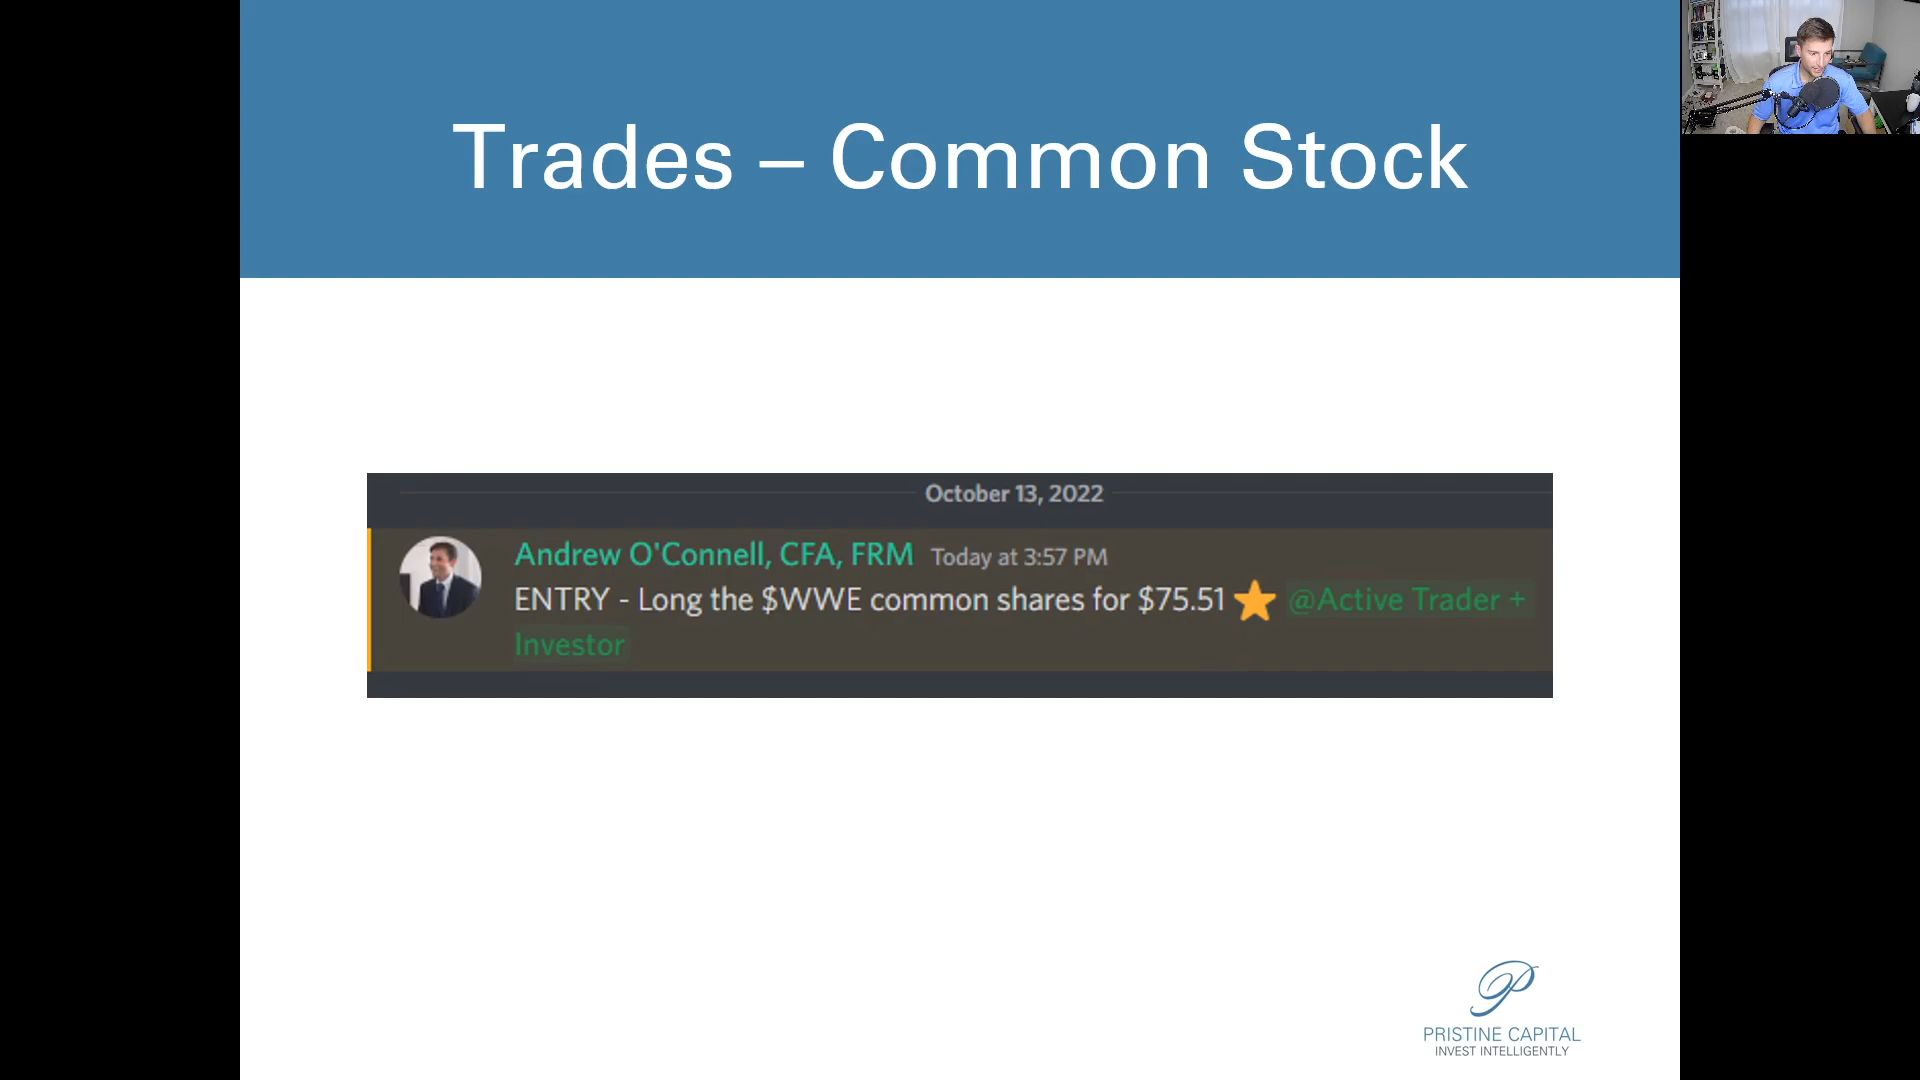 Trades – Common Stock
October 13, 2022
Andrew O'Connell, CFA, FRM Today at 3:57 PM
ENTRY - Long the $WWE common shares for $75.51 ⭐ @Active Trader +
Investor
PRISTINE CAPITAL
INVEST INTELLIGENTLY